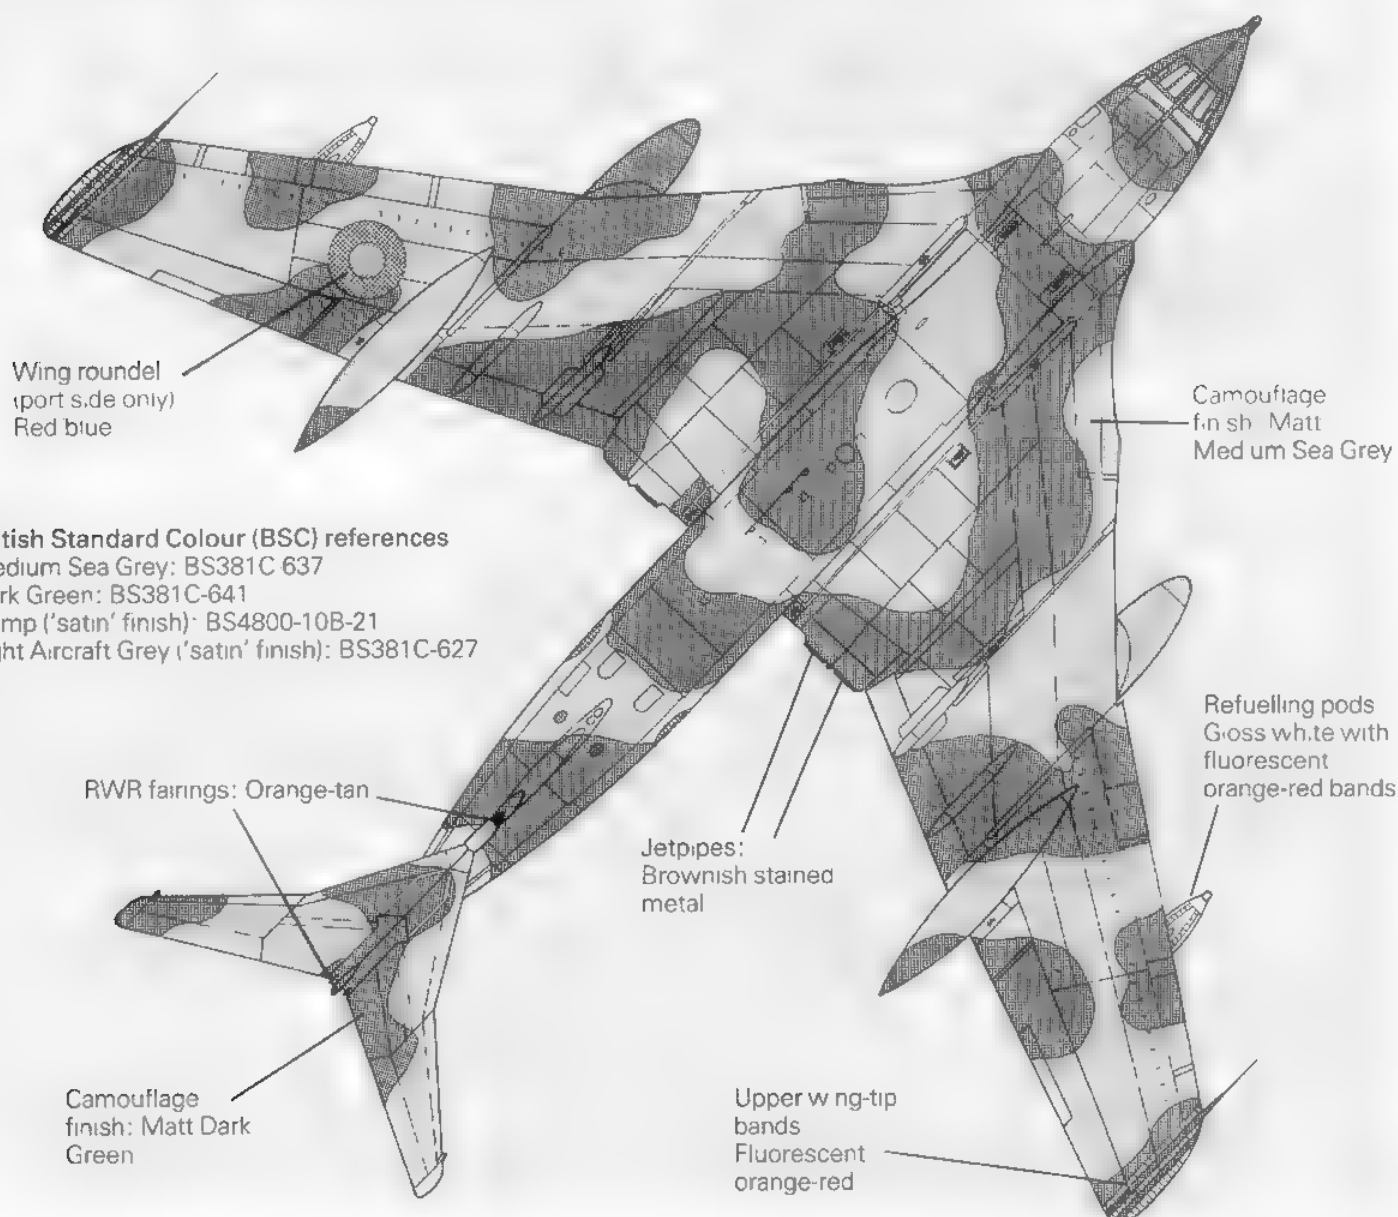 Wing roundel
(port side only)
Red blue
Camouflage
finish Matt
Medium Sea Grey
tish Standard Colour (BSC) references
edium Sea Grey: BS381C 637
rk Green: BS381C-641
mp ('satin' finish): BS4800-10B-21
ght Aircraft Grey ('satin' finish): BS381C-627
Refuelling pods
Gloss white with
fluorescent
orange-red bands
RWR fairings: Orange-tan
Jetpipes:
Brownish stained
metal
Camouflage
finish: Matt Dark
Green
Upper wing-tip
bands
Fluorescent
orange-red